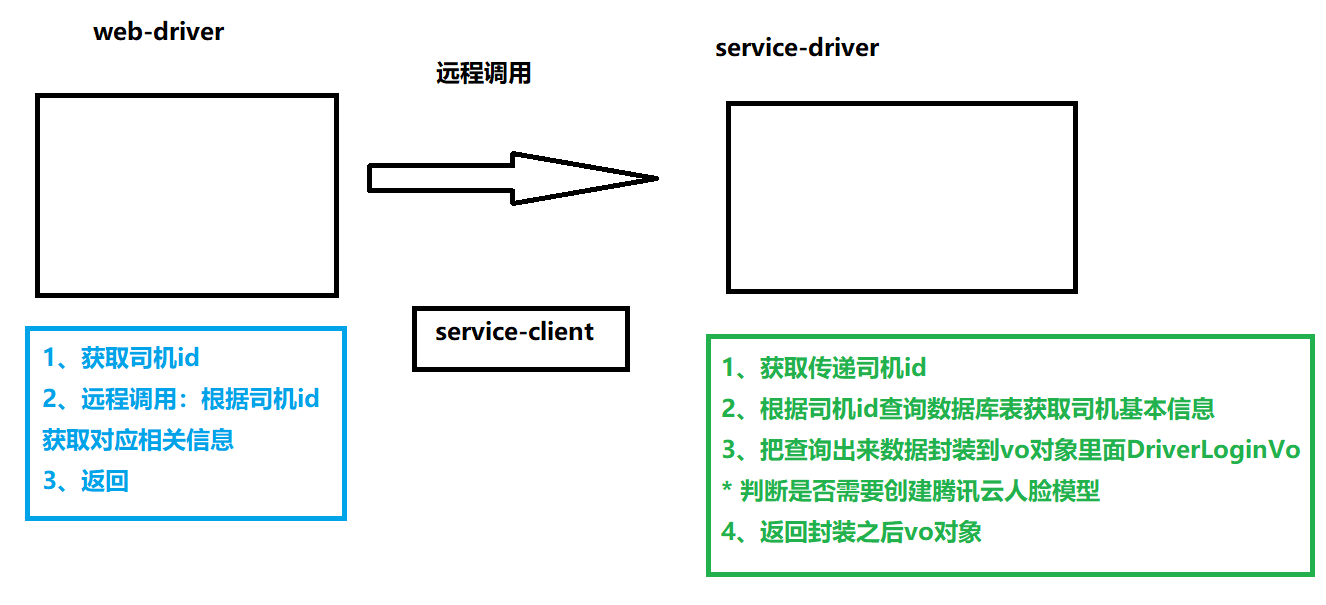 web-driver
远程调用
service-driver
service-client
1、获取司机id
2、远程调用：根据司机id
获取对应相关信息
3、返回
1、获取传递司机id
2、根据司机id查询数据库表获取司机基本信息
3、把查询出来数据封装到vo对象里面DriverLoginVo
* 判断是否需要创建腾讯云人脸模型
4、返回封装之后vo对象